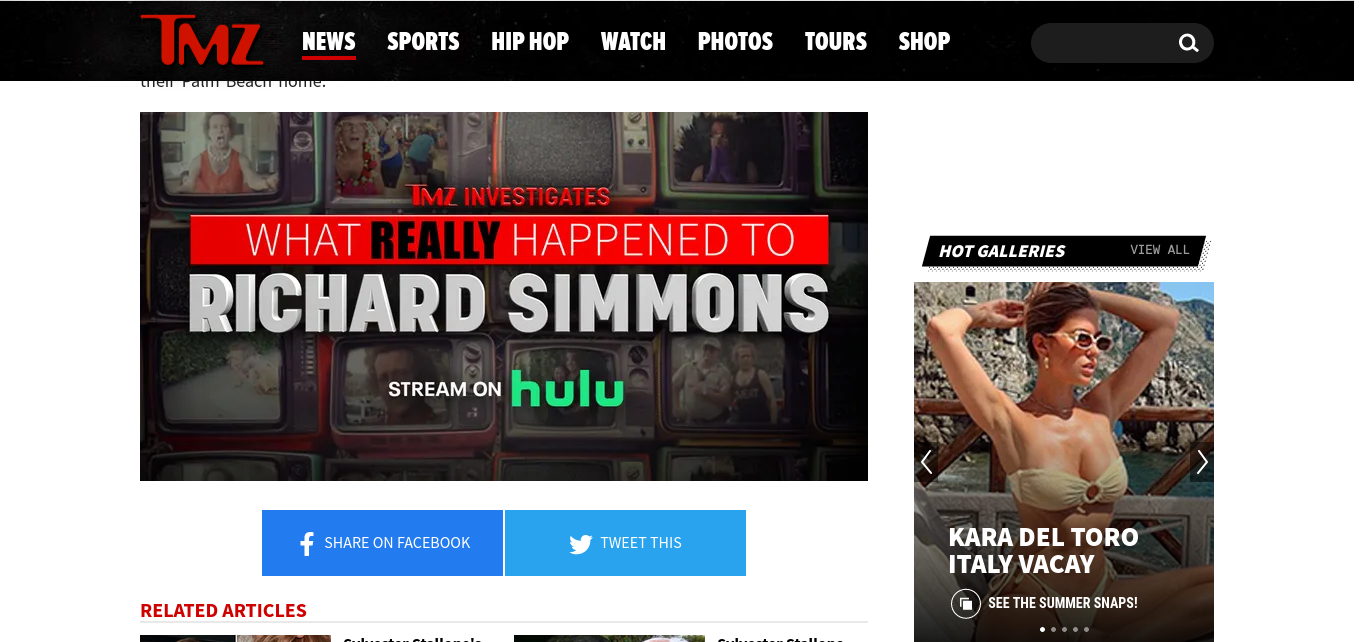 TMZ
NEWS
SPORTS
HIP HOP
WATCH
PHOTOS
TOURS
SHOP
their Palm Beach home.
TMZ INVESTIGATES
WHAT REALLY HAPPENED TO
RICHARD SIMMONS
STREAM ON hulu
SHARE ON FACEBOOK
TWEET THIS
RELATED ARTICLES
Sylvester Stallone's
Sylvester Stallone
HOT GALLERIES
VIEW ALL
KARA DEL TORO
ITALY VACAY
SEE THE SUMMER SNAPS!